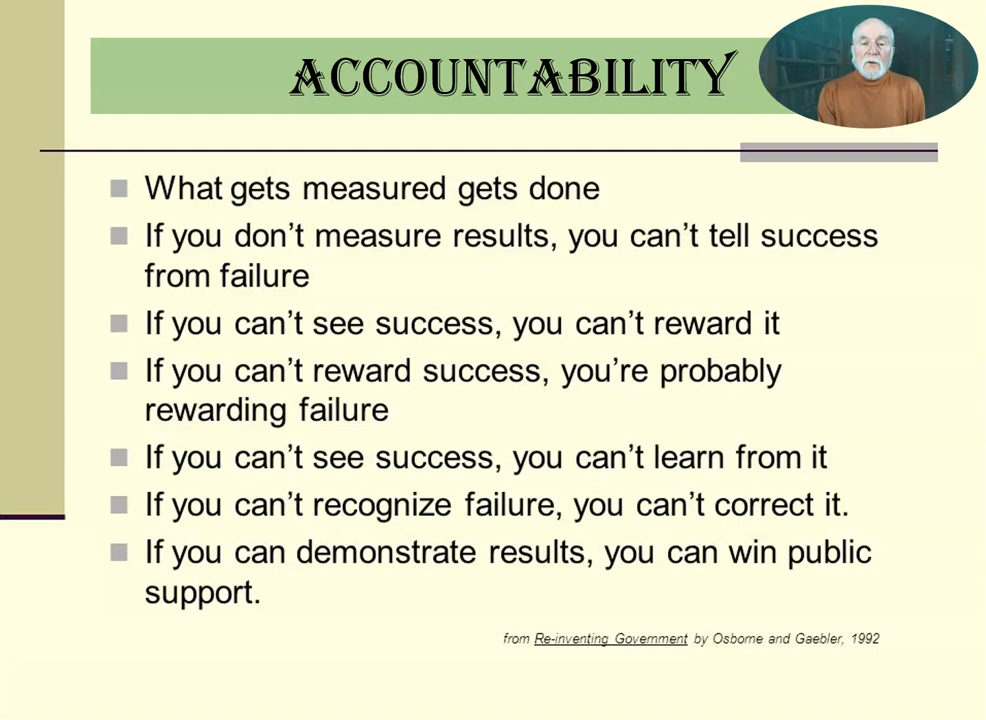 ACCOUNTABILITY
What gets measured gets done
If you don't measure results, you can't tell success
from failure
If you can't see success, you can't reward it
If you can't reward success, you're probably
rewarding failure
If you can't see success, you can't learn from it
If you can't recognize failure, you can't correct it.
If you can demonstrate results, you can win public
support.
from Re-inventing Government by Osborne and Gaebler, 1992